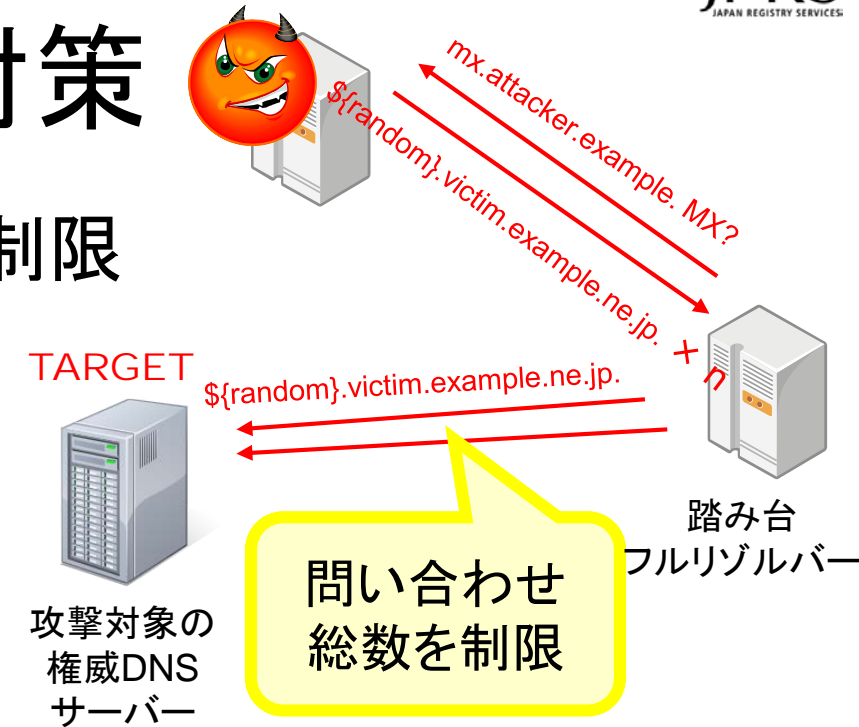 JAPAN REGISTRY SERVICES
策
制限
mx.attacker.example. MX?
${random}.victim.example.ne.jp. × n
TARGET
${random}.victim.example.ne.jp.
踏み台
フルリゾルバー
問い合わせ
総数を制限
攻撃対象の
権威DNS
サーバー